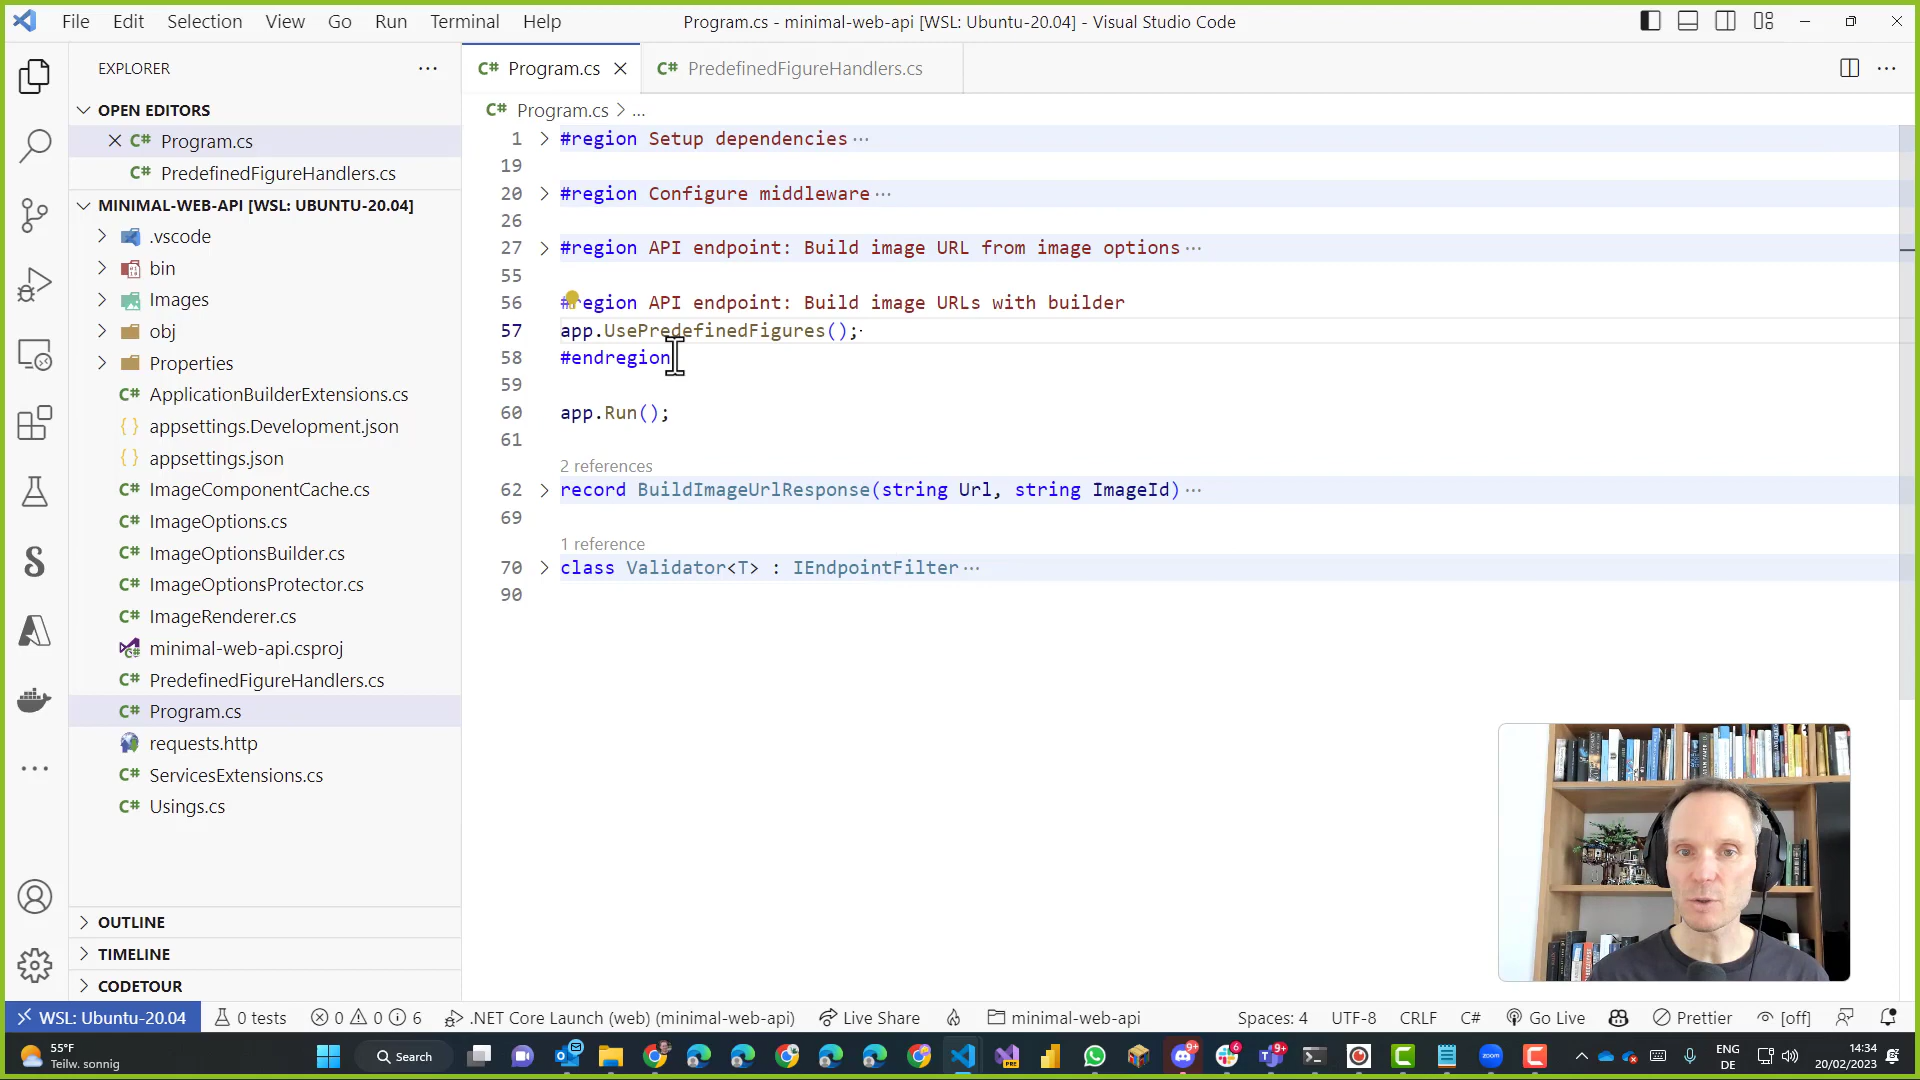 File Edit Selection View Go Run Terminal Help
Program.cs - minimal-web-api [WSL: Ubuntu-20.04] - Visual Studio Code
EXPLORER
OPEN EDITORS
C# Program.cs
C# PredefinedFigureHandlers.cs
MINIMAL-WEB-API [WSL: UBUNTU-20.04]
.vscode
bin
Images
obj
Properties
C# ApplicationBuilderExtensions.cs
{ } appsettings.Development.json
{ } appsettings.json
C# ImageComponentCache.cs
C# ImageOptions.cs
C# ImageOptionsBuilder.cs
C# ImageOptionsProtector.cs
C# ImageRenderer.cs
minimal-web-api.csproj
C# PredefinedFigureHandlers.cs
C# Program.cs
requests.http
C# ServicesExtensions.cs
C# Usings.cs
OUTLINE
TIMELINE
CODETOUR
C# Program.cs
C# PredefinedFigureHandlers.cs
C# Program.cs > ...
1 #region Setup dependencies ···
19
20 #region Configure middleware ···
26
27 #region API endpoint: Build image URL from image options ···
55
56 #region API endpoint: Build image URLs with builder
57 app.UsePredefinedFigures();
58 #endregion
59
60 app.Run();
61
2 references
62 record BuildImageUrlResponse(string Url, string ImageId) ···
69
1 reference
70 class Validator<T> : IEndpointFilter ···
90
WSL: Ubuntu-20.04 0 tests 0 0 6 .NET Core Launch (web) (minimal-web-api) Live Share minimal-web-api Spaces: 4 UTF-8 CRLF C# Go Live Prettier [off]
55°F
Teilw. sonnig
Search
9+
6
9+
PRE
zoom
ENG
DE
14:34
20/02/2023